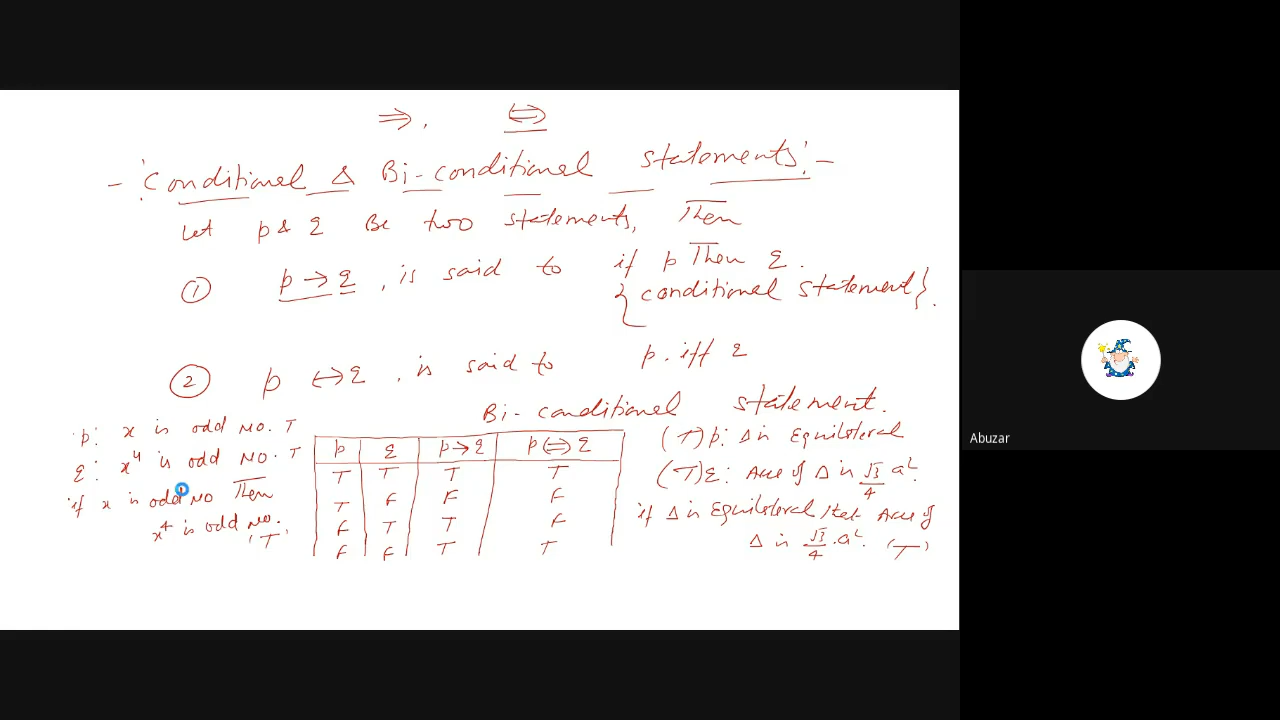 ⇒, ⇔
-: Conditional & Bi-conditional statements :-
Let p & q Be two statements, Then
① p → q, is said to if p Then q.
{conditional statement}.
② p ↔ q, is said to p. iff q
Bi-conditional statement.
p: x is odd No. T
q: x⁴ is odd No. T
if x is odd No Then
x⁴ is odd No.
(T)
p q p→q p⇔q
T T T T
T F F F
F T T F
F F T T
(T) p: Δ is Equilateral
(T) q: Area of Δ is √3/4 a².
if Δ is Equilateral that Area of
Δ is √3/4 . a². (T)
Abuzar